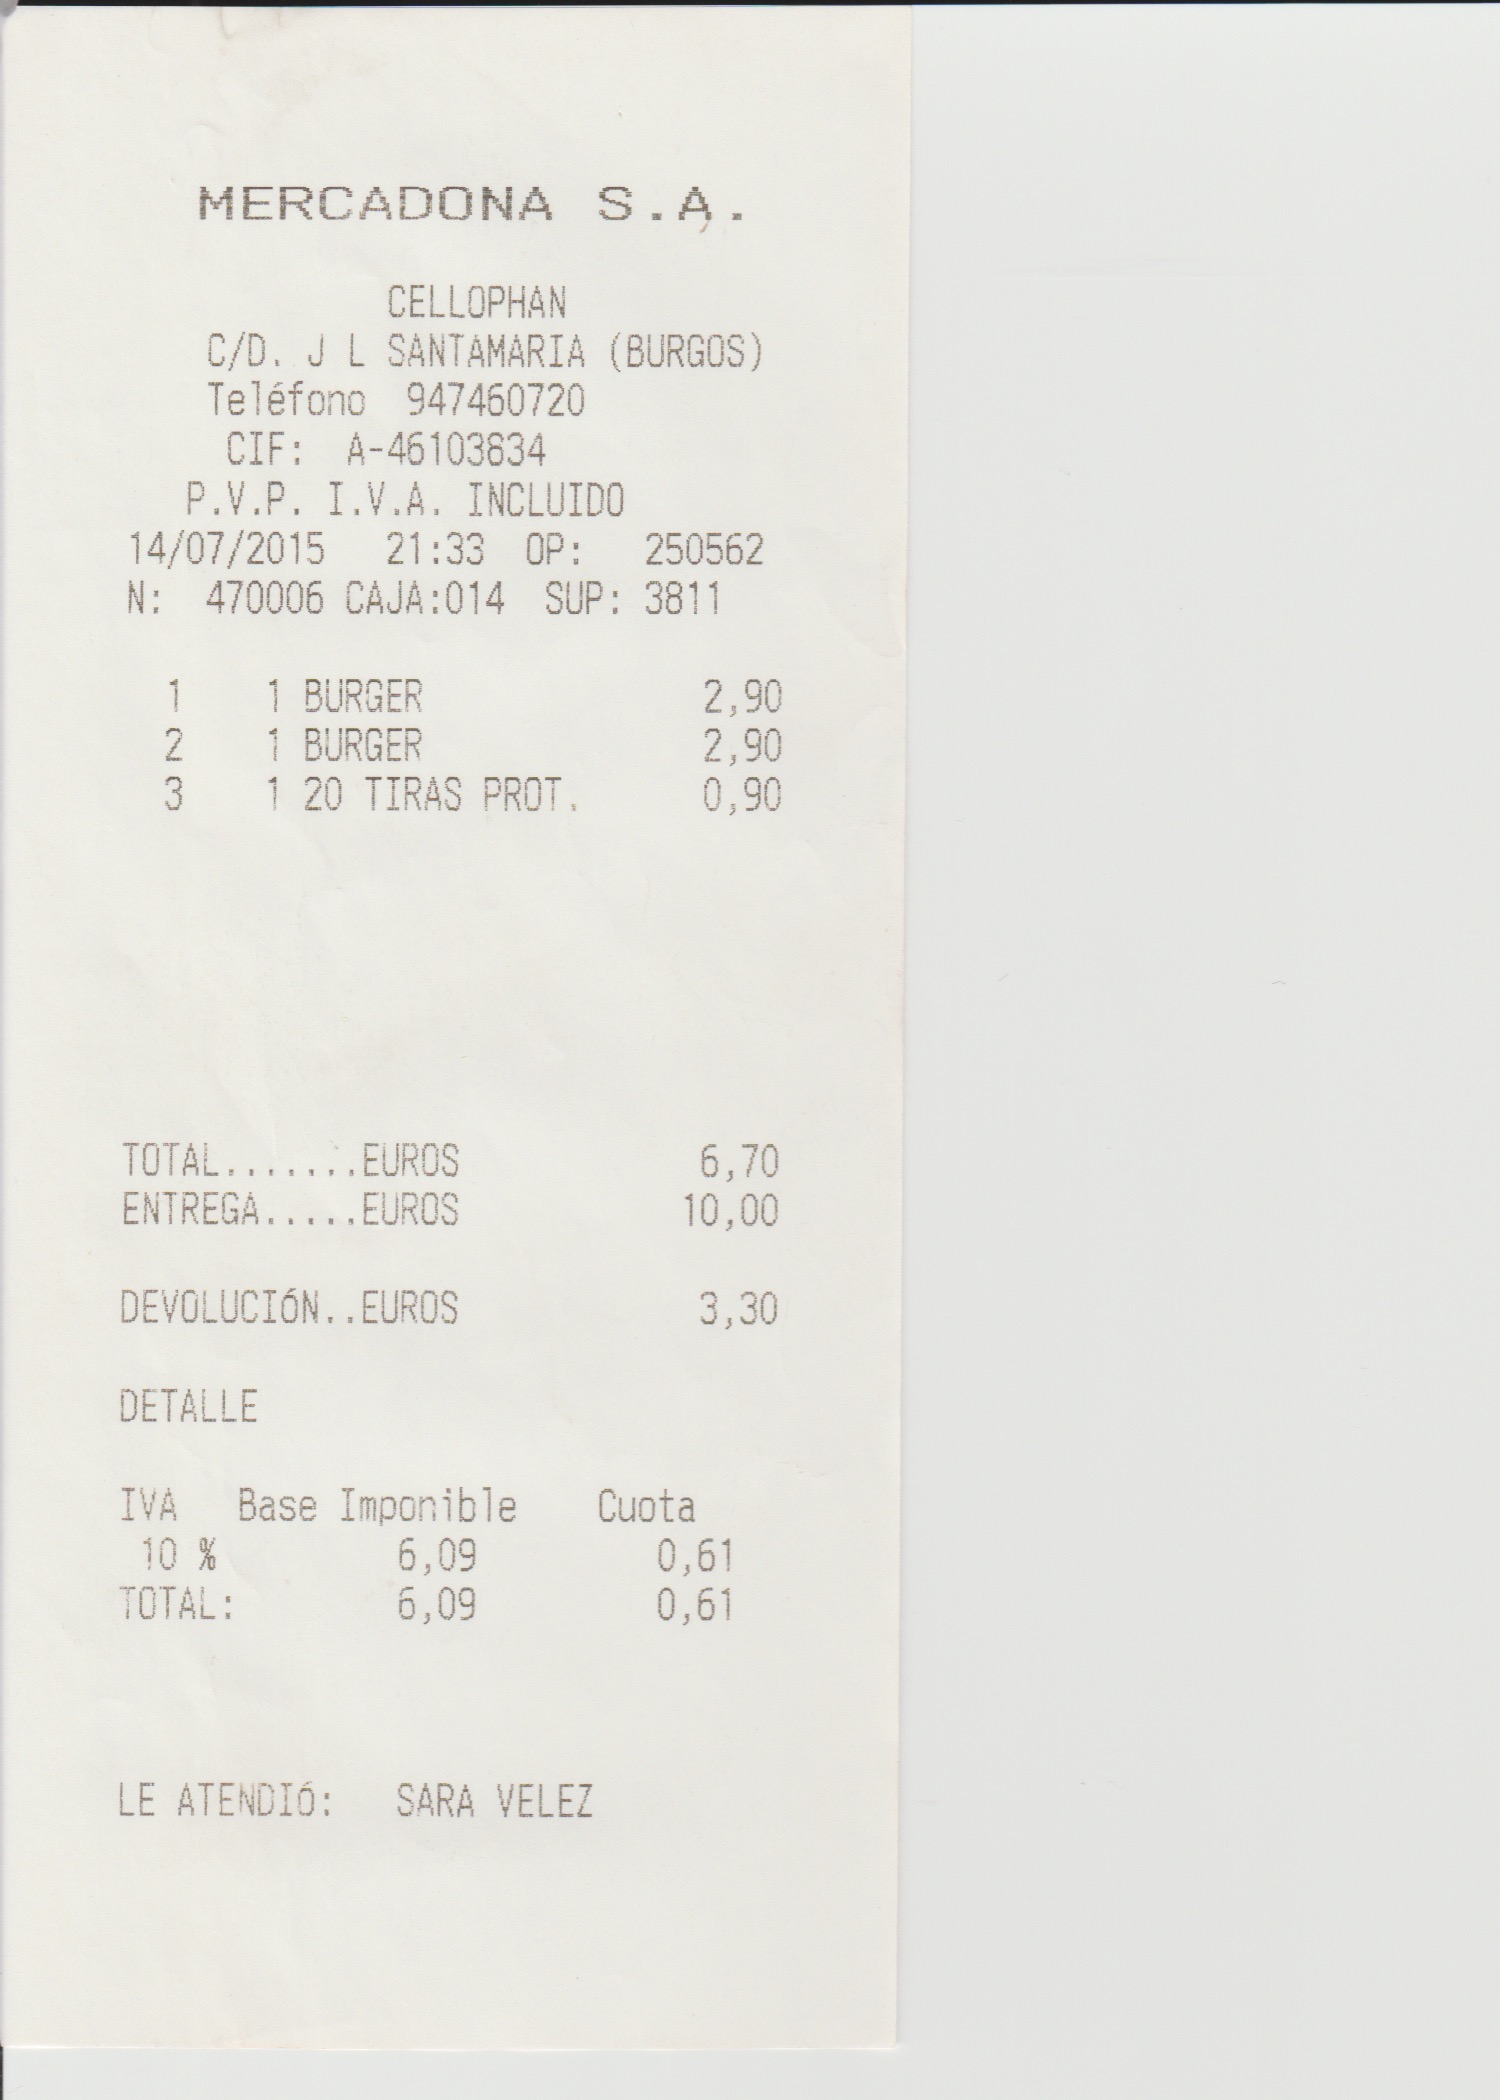 MERCADONA S.A.
CELLOPHAN
C/D. J L SANTAMARIA (BURGOS)
Teléfono 947460720
CIF: A-46103834
P.V.P. I.V.A. INCLUIDO
14/07/2015 21:33 OP: 250562
N: 470006 CAJA:014 SUP: 3811
1 1 BURGER 2,90
2 1 BURGER 2,90
3 1 20 TIRAS PROT. 0,90
TOTAL.......EUROS 6,70
ENTREGA.....EUROS 10,00
DEVOLUCIÓN..EUROS 3,30
DETALLE
IVA Base Imponible Cuota
10 % 6,09 0,61
TOTAL: 6,09 0,61
LE ATENDIÓ: SARA VELEZ